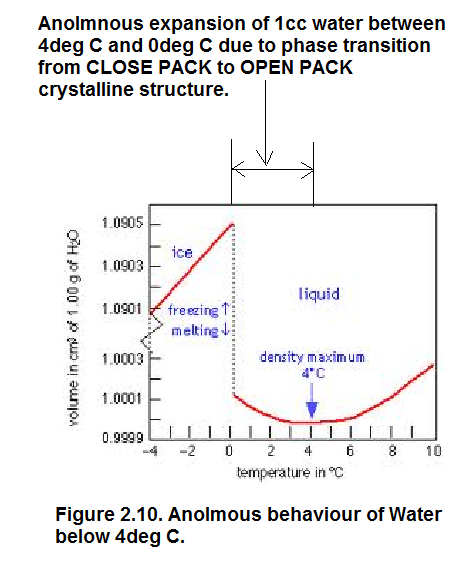 Anolmnous expansion of 1cc water between
4deg C and 0deg C due to phase transition
from CLOSE PACK to OPEN PACK
crystalline structure.
1.0905
1.0903
1.0901
1.0003
1.0001
0.9999
volume in cm³ of 1.00 g of H₂O
ice
freezing ↑
melting ↓
liquid
density maximum
4°C
-4 -2 0 2 4 6 8 10
temperature in °C
Figure 2.10. Anolmous behaviour of Water
below 4deg C.